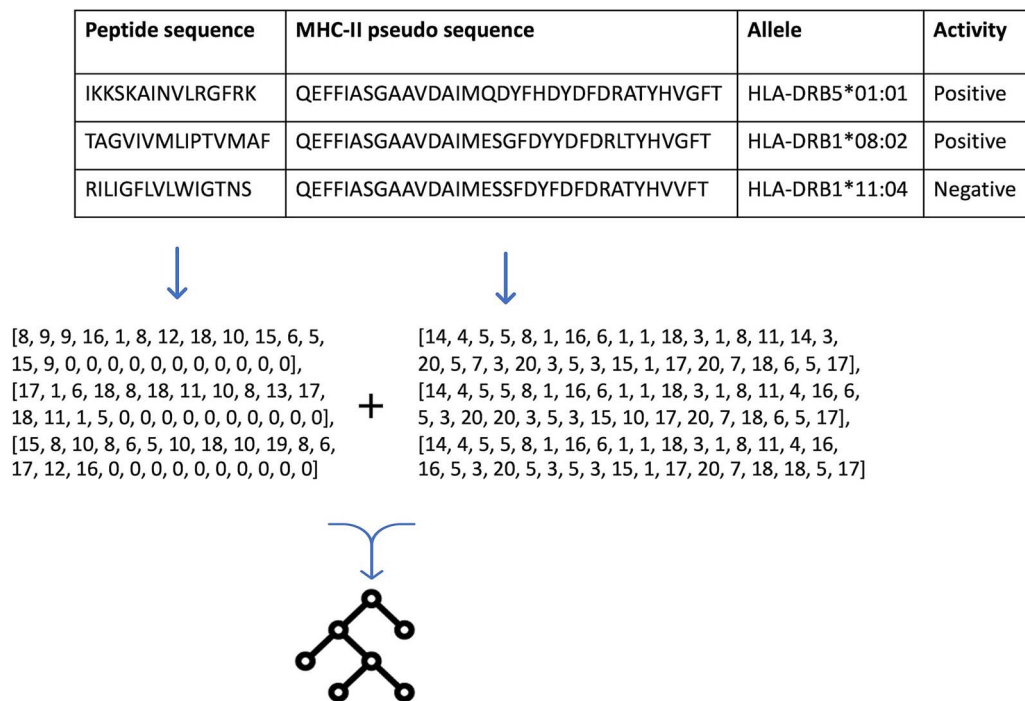 Peptide sequence MHC-II pseudo sequence Allele Activity
IKKSKAINVLRGFRK QEFFIASGAAVDAIMQDYFHDYDFDRATYHVGFT HLA-DRB5*01:01 Positive
TAGVIVMLIPTVMAF QEFFIASGAAVDAIMESGFDYYDFDRLTYHVGFT HLA-DRB1*08:02 Positive
RILIGFLVLWIGTNS QEFFIASGAAVDAIMESSFDYFDFDRATYHVVFT HLA-DRB1*11:04 Negative
[8, 9, 9, 16, 1, 8, 12, 18, 10, 15, 6, 5,
15, 9, 0, 0, 0, 0, 0, 0, 0, 0, 0, 0, 0],
[17, 1, 6, 18, 8, 18, 11, 10, 8, 13, 17,
18, 11, 1, 5, 0, 0, 0, 0, 0, 0, 0, 0, 0, 0],
[15, 8, 10, 8, 6, 5, 10, 18, 10, 19, 8, 6,
17, 12, 16, 0, 0, 0, 0, 0, 0, 0, 0, 0, 0]
+
[14, 4, 5, 5, 8, 1, 16, 6, 1, 1, 18, 3, 1, 8, 11, 14, 3,
20, 5, 7, 3, 20, 3, 5, 3, 15, 1, 17, 20, 7, 18, 6, 5, 17],
[14, 4, 5, 5, 8, 1, 16, 6, 1, 1, 18, 3, 1, 8, 11, 4, 16, 6,
5, 3, 20, 20, 3, 5, 3, 15, 10, 17, 20, 7, 18, 6, 5, 17],
[14, 4, 5, 5, 8, 1, 16, 6, 1, 1, 18, 3, 1, 8, 11, 4, 16,
16, 5, 3, 20, 5, 3, 5, 3, 15, 1, 17, 20, 7, 18, 18, 5, 17]